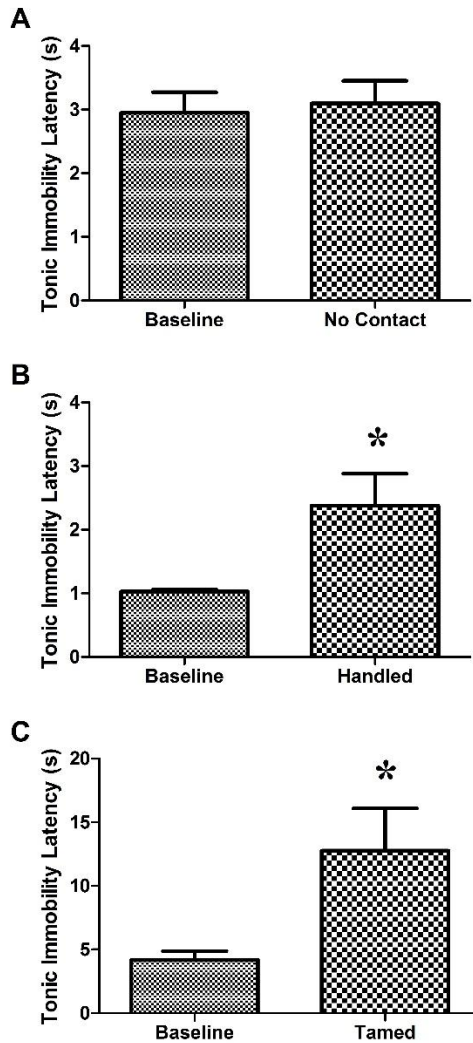 A
Tonic Immobility Latency (s)
4
3
2
1
0
Baseline No Contact
B
Tonic Immobility Latency (s)
4
3
2
1
0
*
Baseline Handled
C
Tonic Immobility Latency (s)
20
15
10
5
0
*
Baseline Tamed